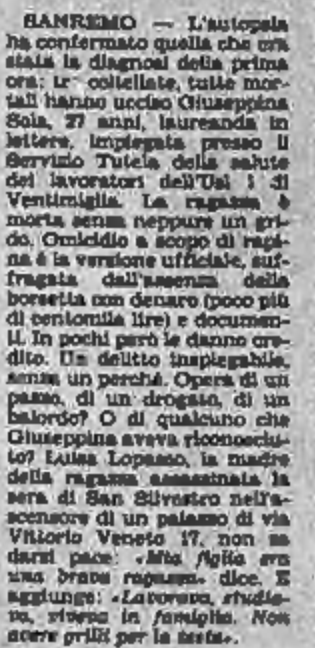 SANREMO — L'autopsia
ha confermato quella che era
stata la diagnosi della prima
ora: tre coltellate, tutte mor-
tali hanno ucciso Giuseppina
Sola, 27 anni, laureanda in
lettere, impiegata presso il
Servizio Tutela della salute
dei lavoratori dell'Usl 1 di
Ventimiglia. La ragazza è
morta senza neppure un gri-
do. Omicidio a scopo di rapi-
na è la versione ufficiale, suf-
fragata dall'assenza della
borsetta con denaro (poco più
di centomila lire) e documen-
ti. In pochi però le danno cre-
dito. Un delitto inspiegabile,
senza un perché. Opera di un
pazzo, di un drogato, di un
balordo? O di qualcuno che
Giuseppina aveva riconosciu-
to? Luisa Lopasso, la madre
della ragazza assassinata la
sera di San Silvestro nell'a-
scensore di un palazzo di via
Vittorio Veneto 17, non sa
darsi pace: «Mia figlia era
una brava ragazza» dice. E
aggiunge: «Lavorava, studia-
va, viveva in famiglia. Non
avere grilli per la testa».